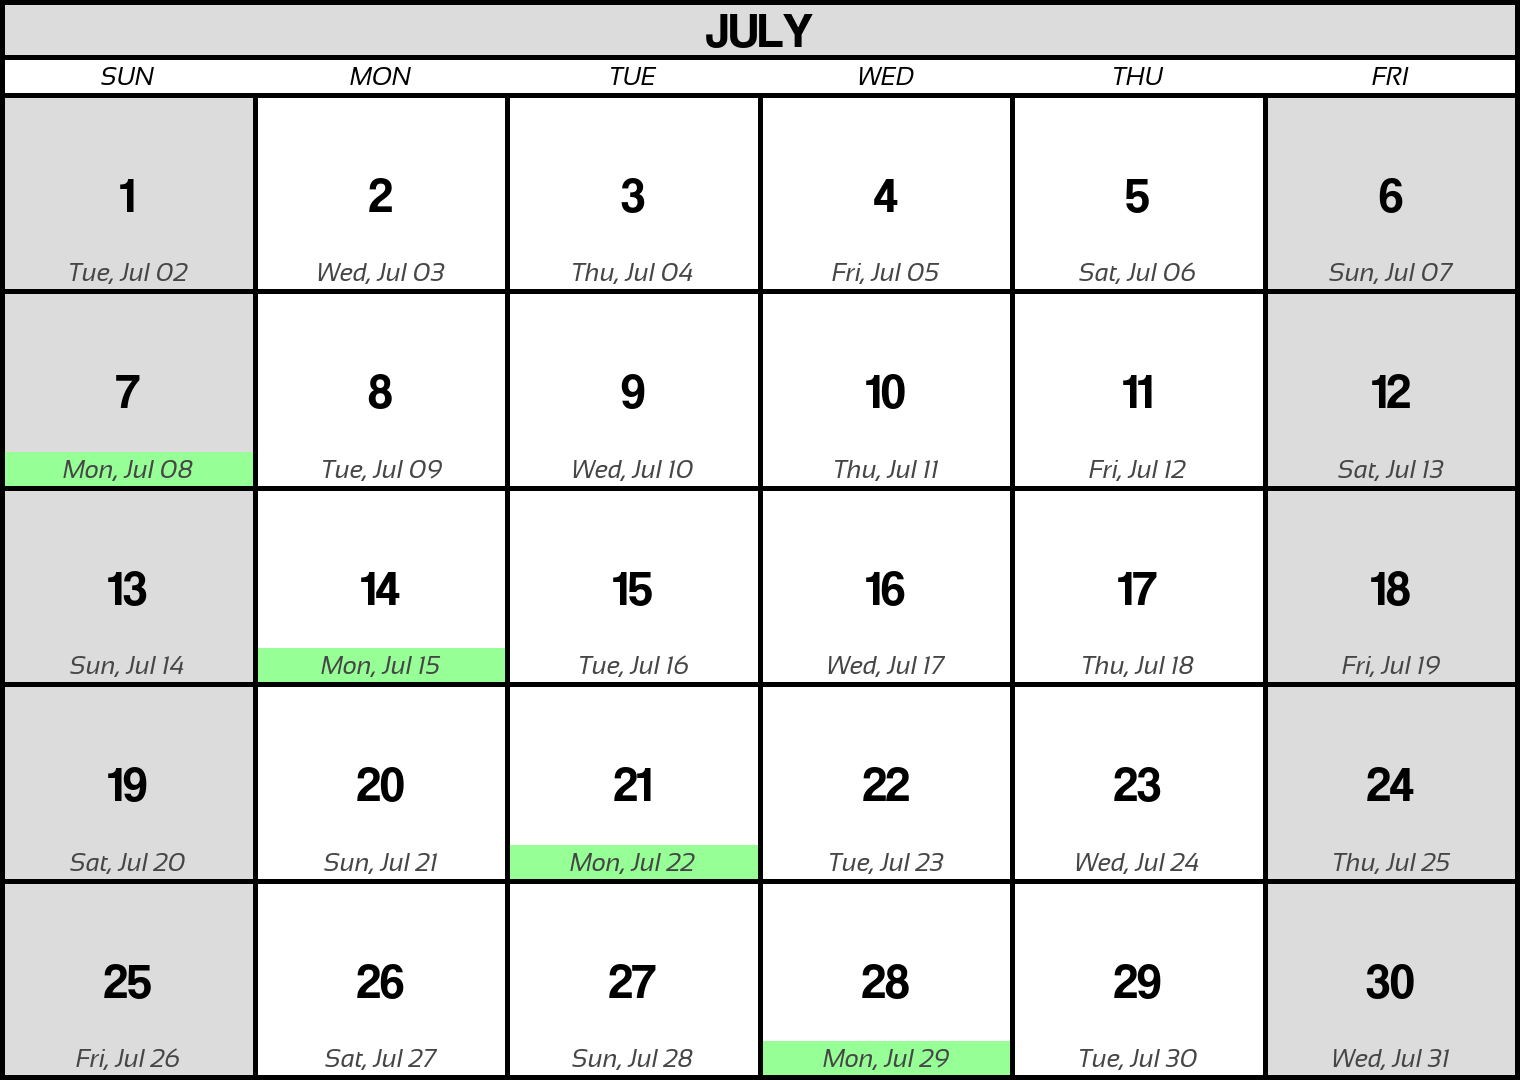 JULY
SUN MON TUE WED THU FRI
1 2 3 4 5 6
Tue, Jul 02 Wed, Jul 03 Thu, Jul 04 Fri, Jul 05 Sat, Jul 06 Sun, Jul 07
7 8 9 10 11 12
Mon, Jul 08 Tue, Jul 09 Wed, Jul 10 Thu, Jul 11 Fri, Jul 12 Sat, Jul 13
13 14 15 16 17 18
Sun, Jul 14 Mon, Jul 15 Tue, Jul 16 Wed, Jul 17 Thu, Jul 18 Fri, Jul 19
19 20 21 22 23 24
Sat, Jul 20 Sun, Jul 21 Mon, Jul 22 Tue, Jul 23 Wed, Jul 24 Thu, Jul 25
25 26 27 28 29 30
Fri, Jul 26 Sat, Jul 27 Sun, Jul 28 Mon, Jul 29 Tue, Jul 30 Wed, Jul 31